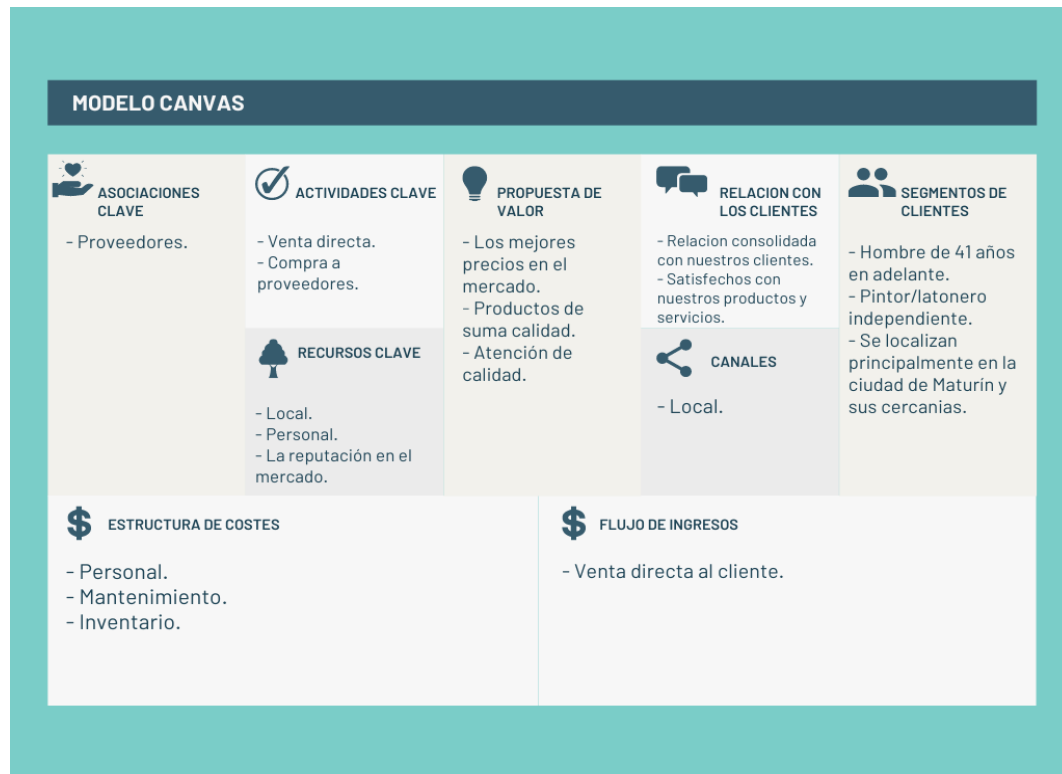 MODELO CANVAS
ASOCIACIONES
CLAVE
- Proveedores.
ACTIVIDADES CLAVE
- Venta directa.
- Compra a
proveedores.
RECURSOS CLAVE
- Local.
- Personal.
- La reputación en el
mercado.
PROPUESTA DE
VALOR
- Los mejores
precios en el
mercado.
- Productos de
suma calidad.
- Atención de
calidad.
RELACION CON
LOS CLIENTES
- Relacion consolidada
con nuestros clientes.
- Satisfechos con
nuestros productos y
servicios.
CANALES
- Local.
SEGMENTOS DE
CLIENTES
- Hombre de 41 años
en adelante.
- Pintor/latonero
independiente.
- Se localizan
principalmente en la
ciudad de Maturín y
sus cercanias.
ESTRUCTURA DE COSTES
- Personal.
- Mantenimiento.
- Inventario.
FLUJO DE INGRESOS
- Venta directa al cliente.